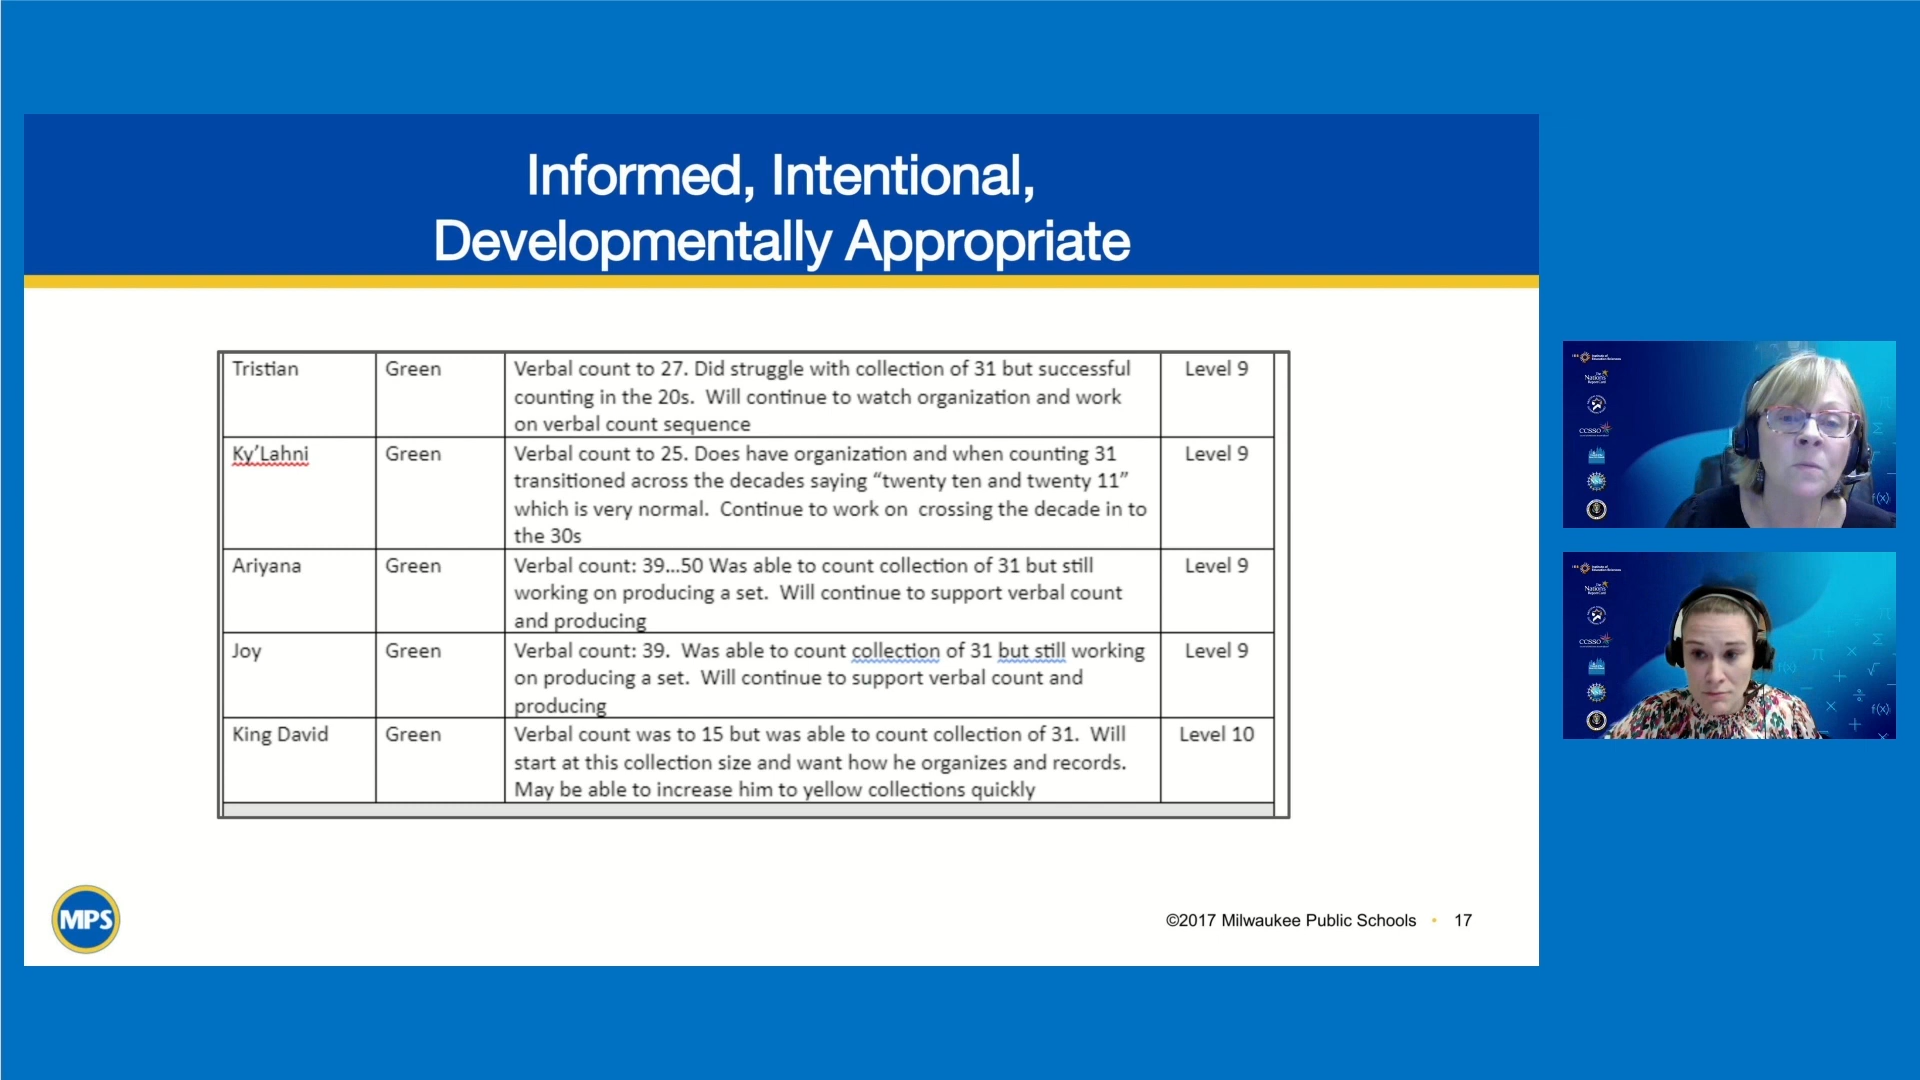 Informed, Intentional,
Developmentally Appropriate
Tristian
Green
Verbal count to 27. Did struggle with collection of 31 but successful
counting in the 20s.  Will continue to watch organization and work
on verbal count sequence
Level 9
Ky’Lahni
Green
Verbal count to 25. Does have organization and when counting 31
transitioned across the decades saying “twenty ten and twenty 11”
which is very normal.  Continue to work on  crossing the decade in to
the 30s
Level 9
Ariyana
Green
Verbal count: 39...50 Was able to count collection of 31 but still
working on producing a set.  Will continue to support verbal count
and producing
Level 9
Joy
Green
Verbal count: 39.  Was able to count collection of 31 but still working
on producing a set.  Will continue to support verbal count and
producing
Level 9
King David
Green
Verbal count was to 15 but was able to count collection of 31.  Will
start at this collection size and want how he organizes and records.
May be able to increase him to yellow collections quickly
Level 10
MPS
©2017 Milwaukee Public Schools • 17
CCSSO
f(x)
CCSSO
f(x)